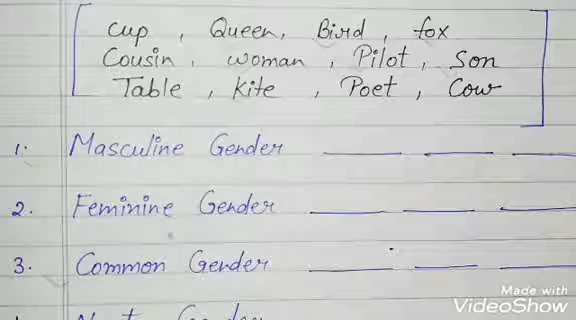 cup , Queen, Bird , fox
Cousin , woman , Pilot , Son
Table , Kite , Poet , Cow
1. Masculine Gender
2. Feminine Gender
3. Common Gender
Made with
VideoShow